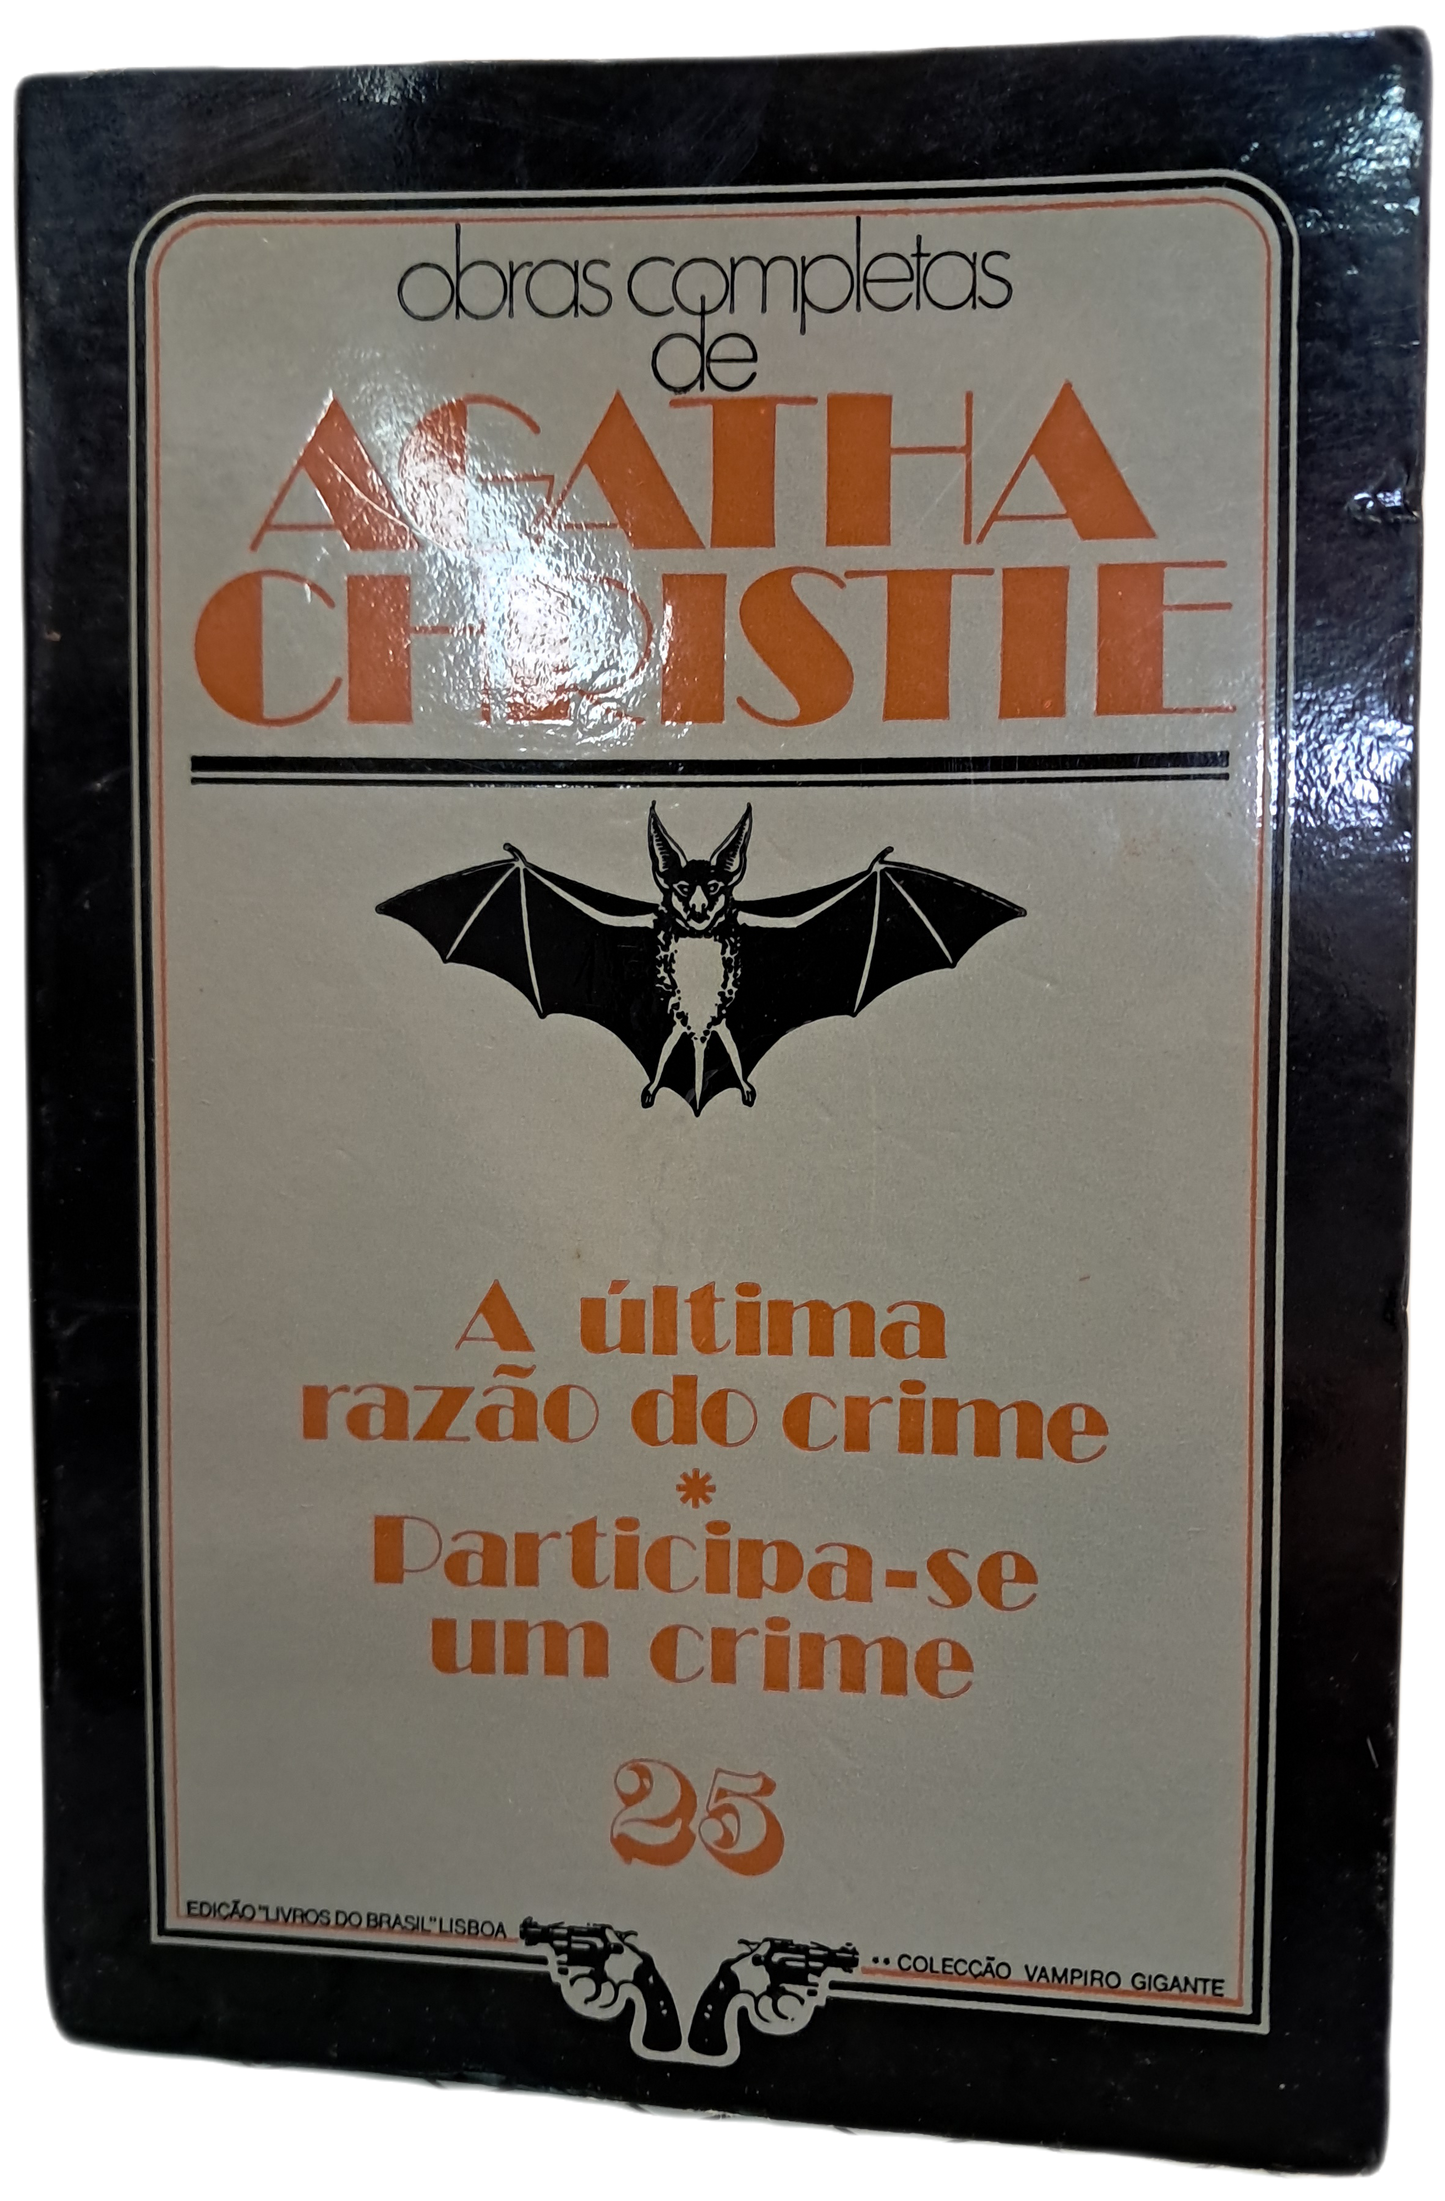 obras completas
de
AGATHA
CHRISTIE
A última
razão do crime
*
Participa-se
um crime
25
EDIÇÃO "LIVROS DO BRASIL" LISBOA
•• COLECÇÃO VAMPIRO GIGANTE